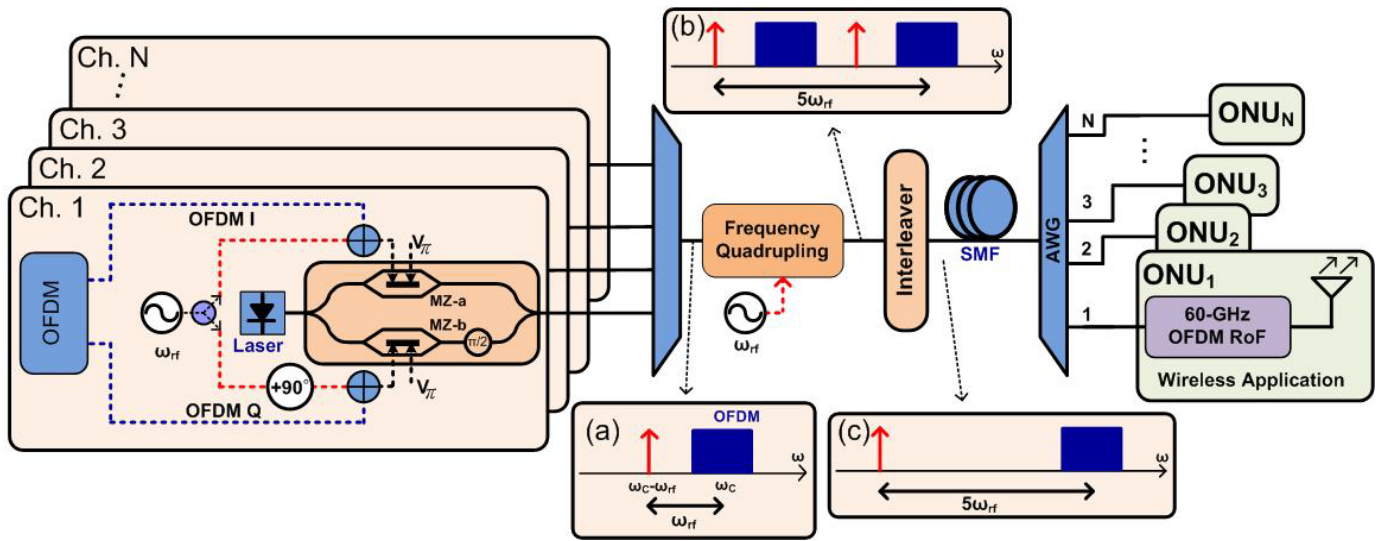 Ch. N
⋮
Ch. 3
Ch. 2
Ch. 1
OFDM I
OFDM
ω_rf
Laser
V_π
MZ-a
MZ-b
π/2
+90°
V_π
OFDM Q
(b)
ω
5ω_rf
Frequency
Quadrupling
ω_rf
Interleaver
SMF
(a)
OFDM
ω
ω_C-ω_rf
ω_C
ω_rf
(c)
ω
5ω_rf
AWG
N
⋮
3
2
1
ONU_N
ONU_3
ONU_2
ONU_1
60-GHz
OFDM RoF
Wireless Application